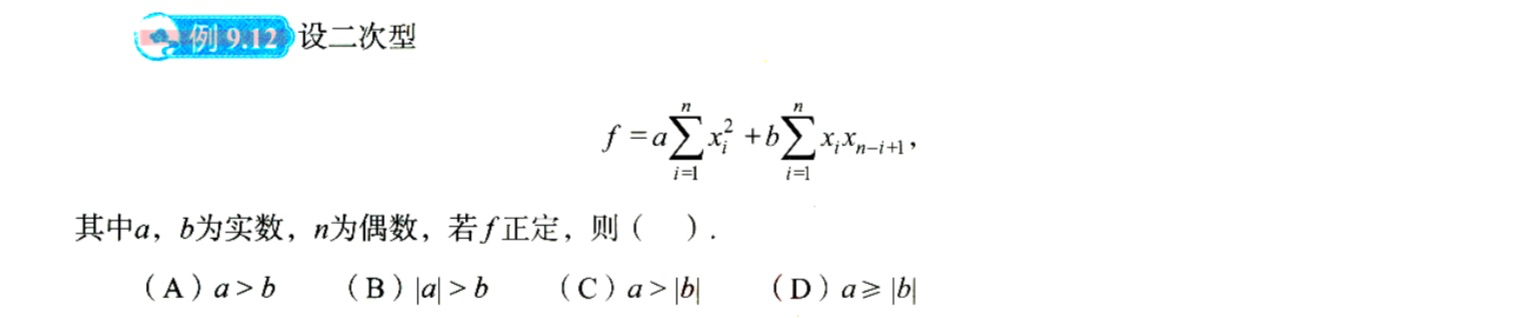 例 9.12 设二次型
f = a∑_{i=1}^{n} x_i^2 + b∑_{i=1}^{n} x_i x_{n-i+1},
其中a，b为实数，n为偶数，若f正定，则（ ）.
（A）a > b （B）|a| > b （C）a > |b| （D）a ⩾ |b|